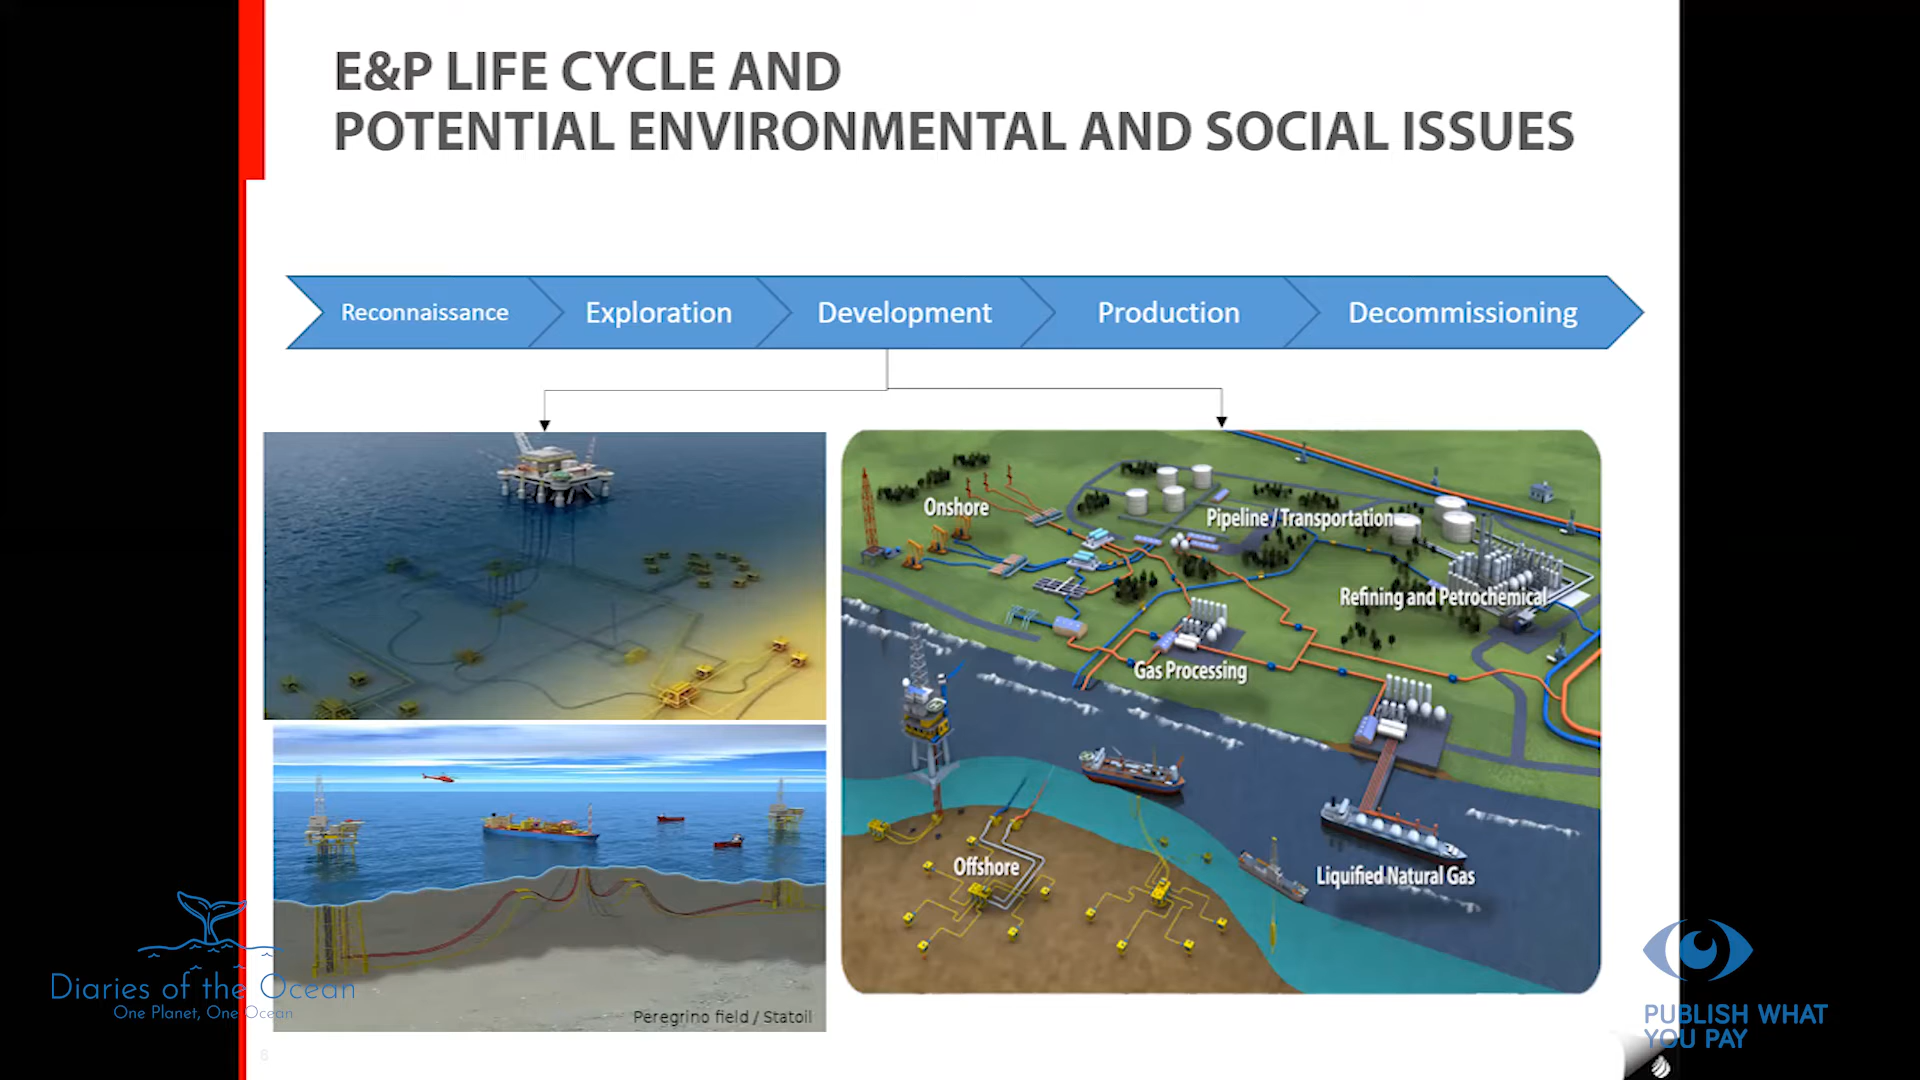 E&P LIFE CYCLE AND
POTENTIAL ENVIRONMENTAL AND SOCIAL ISSUES
Reconnaissance
Exploration
Development
Production
Decommissioning
Onshore
Pipeline / Transportation
Refining and Petrochemical
Gas Processing
Offshore
Liquified Natural Gas
Peregrino field / Statoil
Diaries of the Ocean
One Planet, One Ocean
PUBLISH WHAT
YOU PAY
6